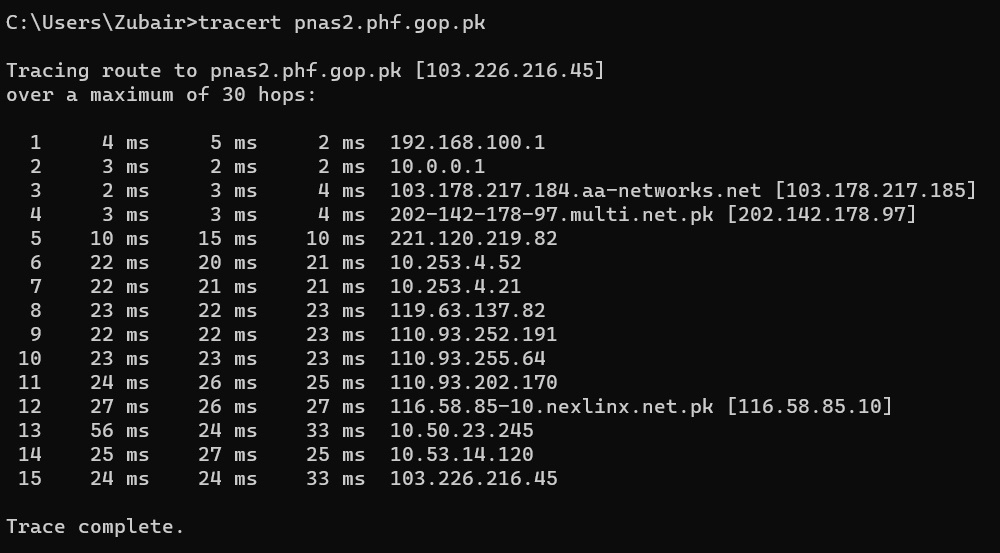 C:\Users\Zubair>tracert pnas2.phf.gop.pk
Tracing route to pnas2.phf.gop.pk [103.226.216.45]
over a maximum of 30 hops:
1 4 ms 5 ms 2 ms 192.168.100.1
2 3 ms 2 ms 2 ms 10.0.0.1
3 2 ms 3 ms 4 ms 103.178.217.184.aa-networks.net [103.178.217.185]
4 3 ms 3 ms 4 ms 202-142-178-97.multi.net.pk [202.142.178.97]
5 10 ms 15 ms 10 ms 221.120.219.82
6 22 ms 20 ms 21 ms 10.253.4.52
7 22 ms 21 ms 21 ms 10.253.4.21
8 23 ms 22 ms 23 ms 119.63.137.82
9 22 ms 22 ms 23 ms 110.93.252.191
10 23 ms 23 ms 23 ms 110.93.255.64
11 24 ms 26 ms 25 ms 110.93.202.170
12 27 ms 26 ms 27 ms 116.58.85-10.nexlinx.net.pk [116.58.85.10]
13 56 ms 24 ms 33 ms 10.50.23.245
14 25 ms 27 ms 25 ms 10.53.14.120
15 24 ms 24 ms 33 ms 103.226.216.45
Trace complete.